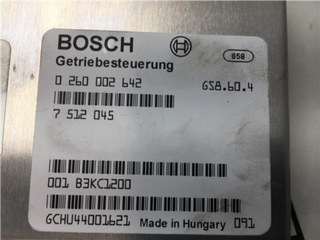 BOSCH
658
Getriebesteuerung
0 260 002 642 GS8.60.4
7 512 045
001 B3KC1200
GCHU44001621 Made in Hungary 091